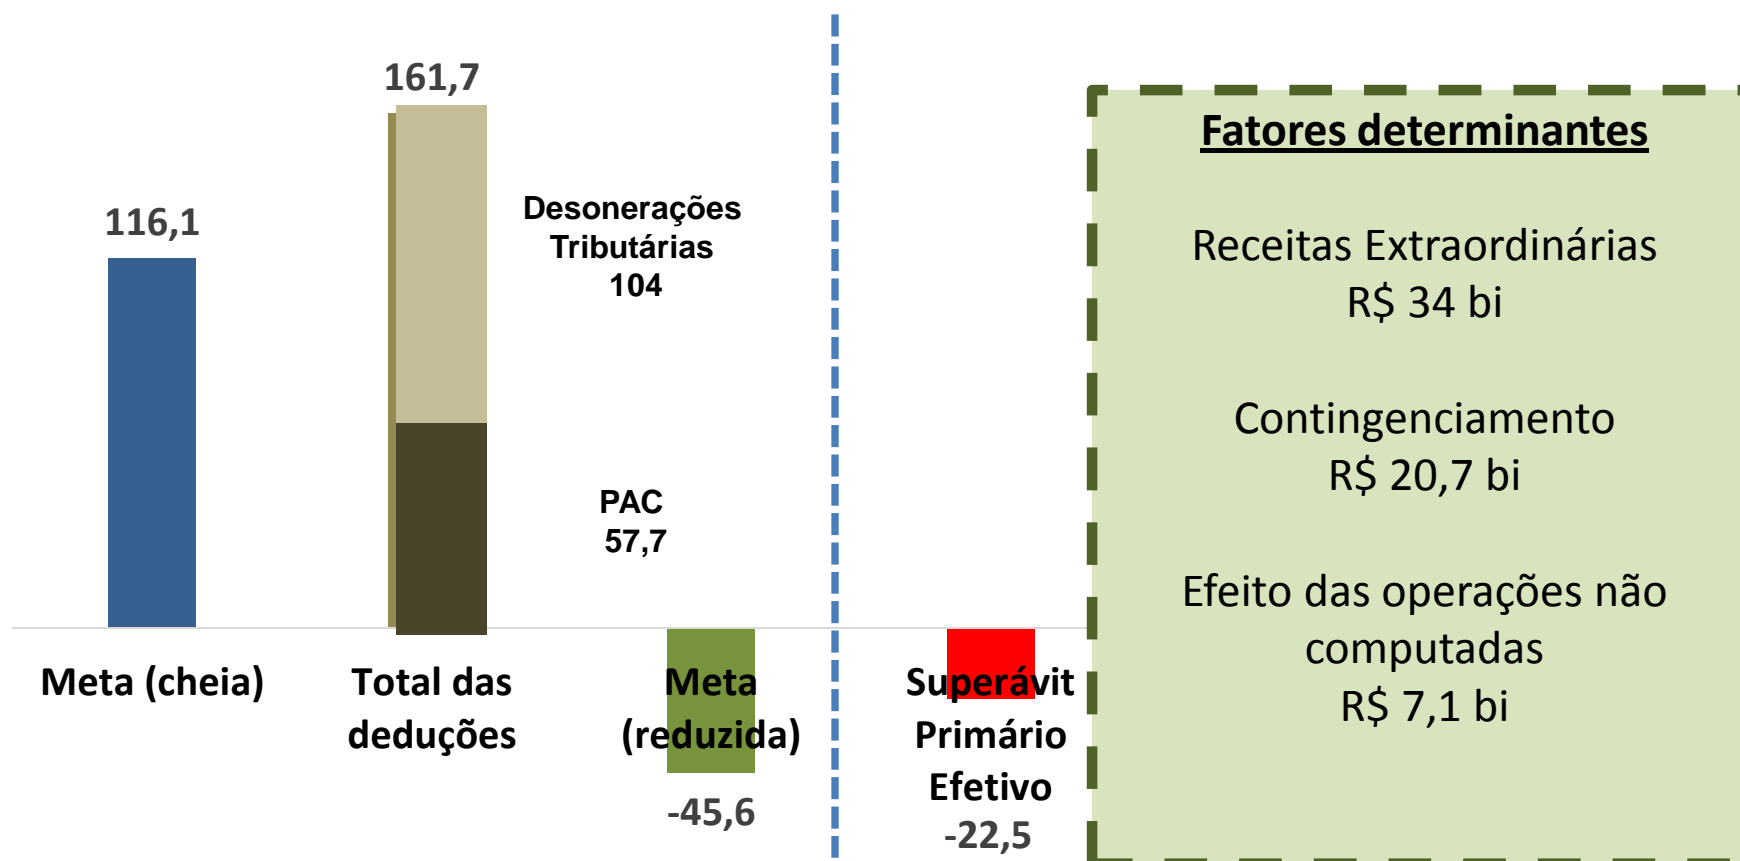 161,7
116,1
Desonerações
Tributárias
104
PAC
57,7
Meta (cheia)
Total das
deduções
Meta
(reduzida)
-45,6
Superávit
Primário
Efetivo
-22,5
Fatores determinantes
Receitas Extraordinárias
R$ 34 bi
Contingenciamento
R$ 20,7 bi
Efeito das operações não
computadas
R$ 7,1 bi